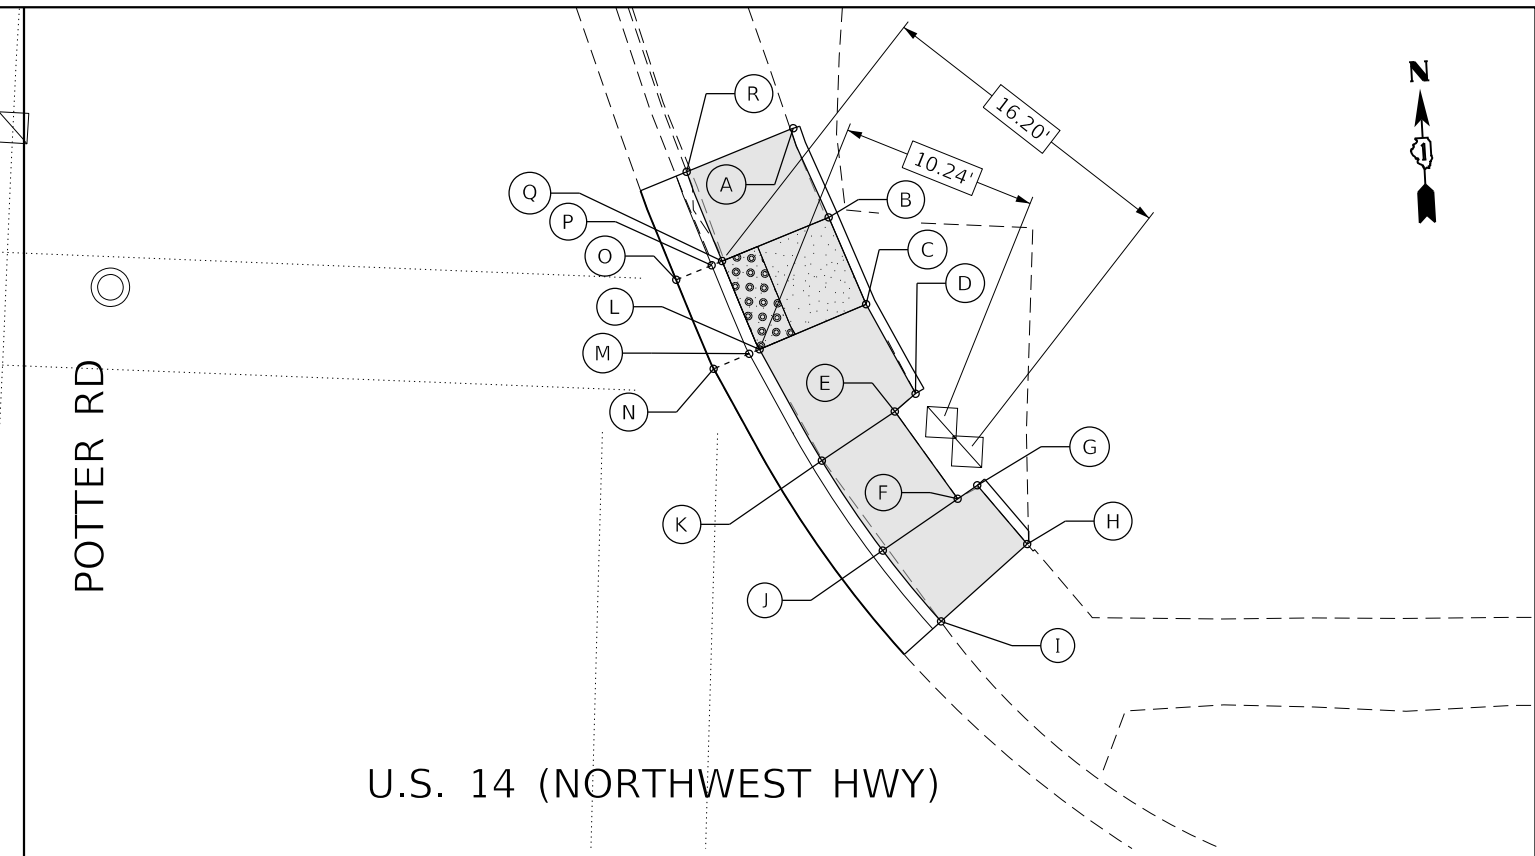 N
R
16.20'
10.24'
A
Q
B
P
C
O
D
L
M
E
N
G
F
K
H
J
I
POTTER RD
U.S. 14 (NORTHWEST HWY)